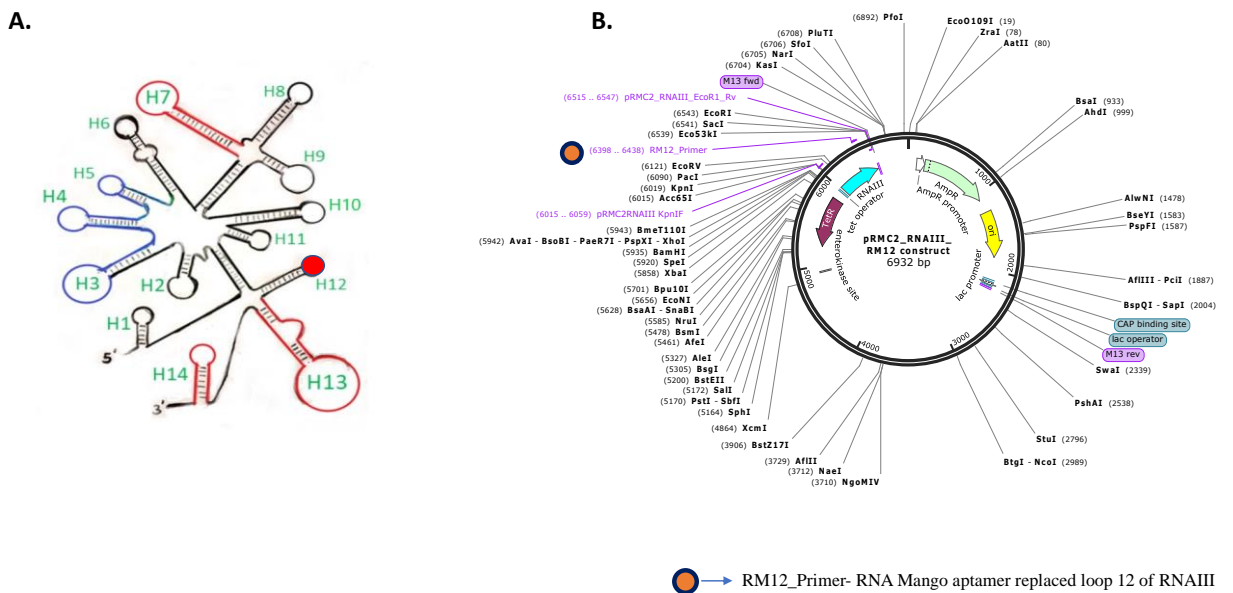 A.
H7
H8
H6
H9
H5
H4
H10
H11
H3
H2
H12
H1
5'
H14
H13
3'
B.
(6892) PfoI
(6708) PluTI
(6706) SfoI
(6705) NarI
(6704) KasI
M13 fwd
(6515 .. 6547) pRMC2_RNAIII_EcoR1_Rv
(6543) EcoRI
(6541) SacI
(6539) Eco53kI
(6398 .. 6438) RM12_Primer
(6121) EcoRV
(6090) PacI
(6019) KpnI
(6015) Acc65I
(6015 .. 6059) pRMC2RNAIII KpnIF
(5943) BmeT110I
(5942) AvaI - BsoBI - PaeR7I - PspXI - XhoI
(5935) BamHI
(5920) SpeI
(5858) XbaI
(5701) Bpu10I
(5656) EcoNI
(5628) BsaAI - SnaBI
(5585) NruI
(5478) BsmI
(5461) AfeI
(5327) AleI
(5305) BsgI
(5200) BstEII
(5172) SalI
(5170) PstI - SbfI
(5164) SphI
(4864) XcmI
(3906) BstZ17I
(3729) AflII
(3712) NaeI
(3710) NgoMIV
EcoO109I (19)
ZraI (78)
AatII (80)
BsaI (933)
AhdI (999)
AlwNI (1478)
BseYI (1583)
PspFI (1587)
AflIII - PciI (1887)
BspQI - SapI (2004)
CAP binding site
lac operator
M13 rev
SwaI (2339)
PshAI (2538)
StuI (2796)
BtgI - NcoI (2989)
1000
2000
3000
4000
5000
6000
AmpR
AmpR promoter
ori
lac promoter
RNAIII
tet operator
TetR
enterokinase site
pRMC2_RNAIII_
RM12 construct
6932 bp
RM12_Primer- RNA Mango aptamer replaced loop 12 of RNAIII